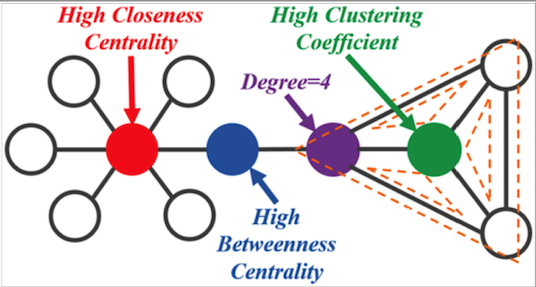 High Closeness
Centrality
High Clustering
Coefficient
Degree=4
High
Betweenness
Centrality